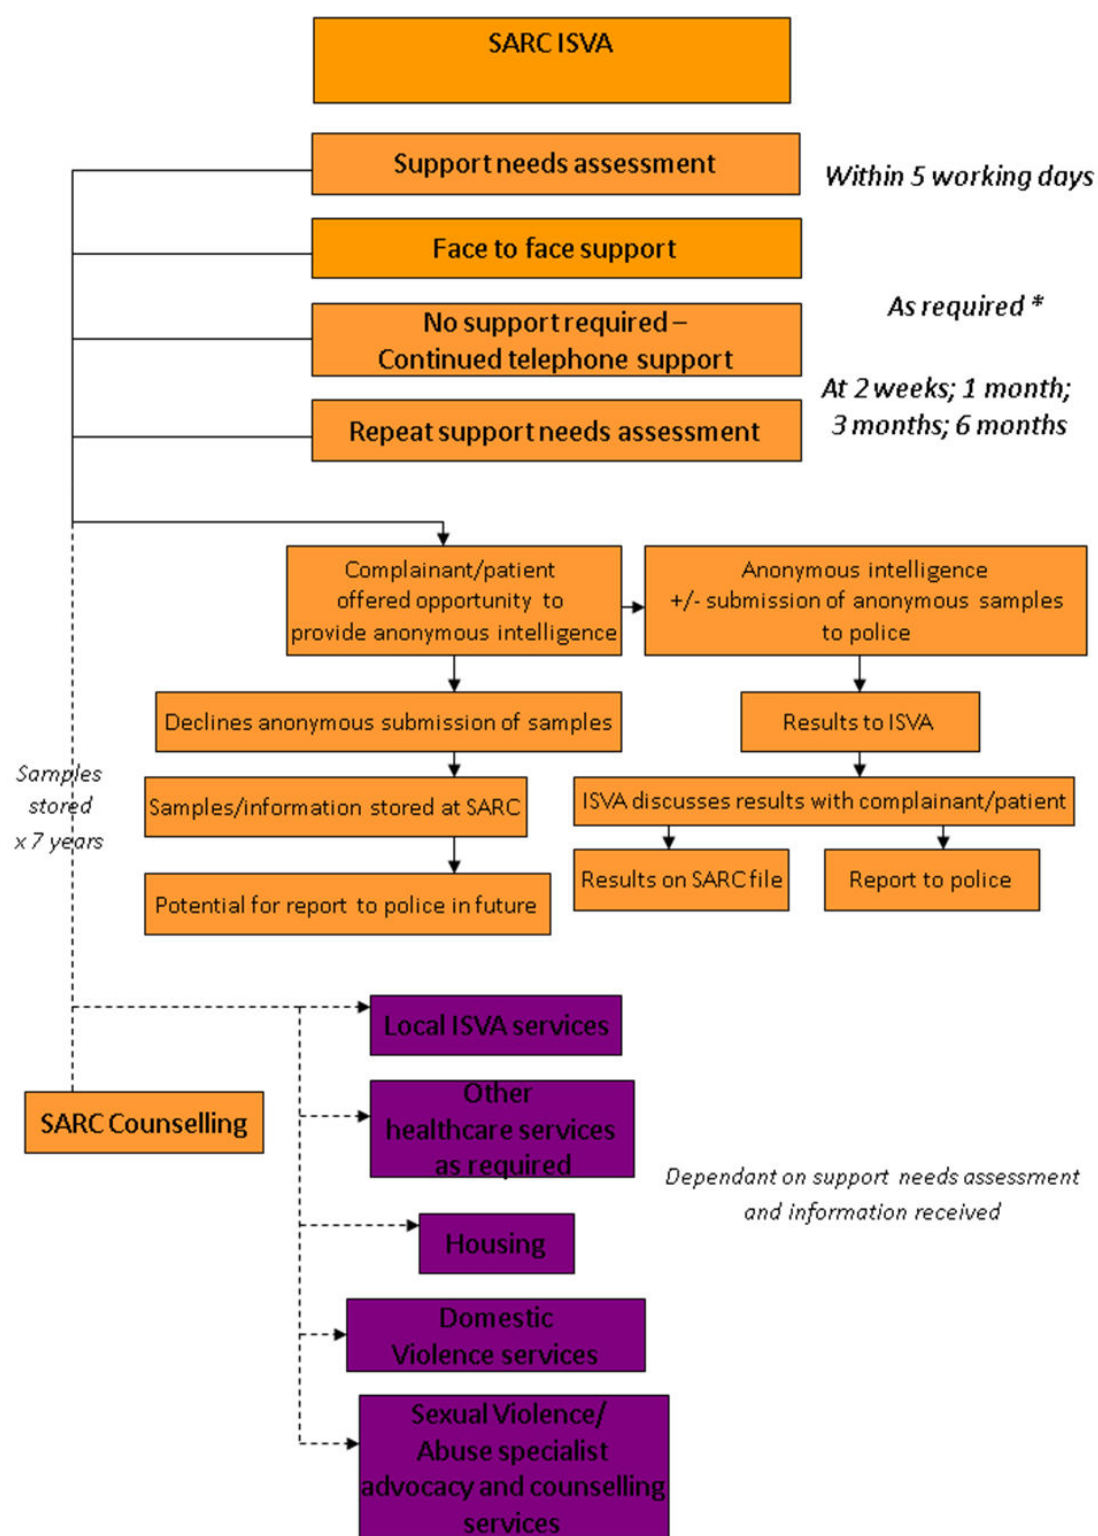 SARC ISVA
Support needs assessment
Within 5 working days
Face to face support
As required *
No support required –
Continued telephone support
At 2 weeks; 1 month;
3 months; 6 months
Repeat support needs assessment
Complainant/patient
offered opportunity to
provide anonymous intelligence
Anonymous intelligence
+/- submission of anonymous samples
to police
Declines anonymous submission of samples
Results to ISVA
Samples
stored
x 7 years
Samples/information stored at SARC
ISVA discusses results with complainant/patient
Potential for report to police in future
Results on SARC file
Report to police
Local ISVA services
SARC Counselling
Other
healthcare services
as required
Dependant on support needs assessment
and information received
Housing
Domestic
Violence services
Sexual Violence/
Abuse specialist
advocacy and counselling
services